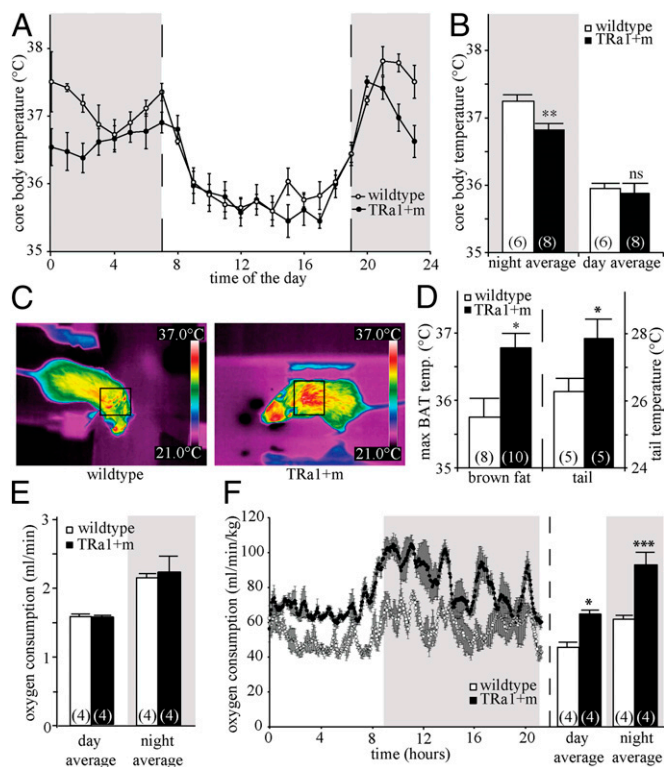 A
core body temperature (°C)
38
37
36
35
0
4
8
12
16
20
24
time of the day
wildtype
TRa1+m
B
core body temperature (°C)
38
37
36
35
wildtype
TRa1+m
**
ns
(6)
(8)
(6)
(8)
night average
day average
C
37.0°C
21.0°C
wildtype
37.0°C
21.0°C
TRa1+m
D
wildtype
TRa1+m
max BAT temp. (°C)
37
36
35
*
*
28
26
24
tail temperature (°C)
(8)
(10)
(5)
(5)
brown fat
tail
E
oxygen consumption (ml/min)
3
2
1
0
wildtype
TRa1+m
(4)
(4)
(4)
(4)
day
average
night
average
F
oxygen consumption (ml/min/kg)
120
100
80
60
40
0
0
4
8
12
16
20
time (hours)
wildtype
TRa1+m
*
***
(4)
(4)
(4)
(4)
day
average
night
average